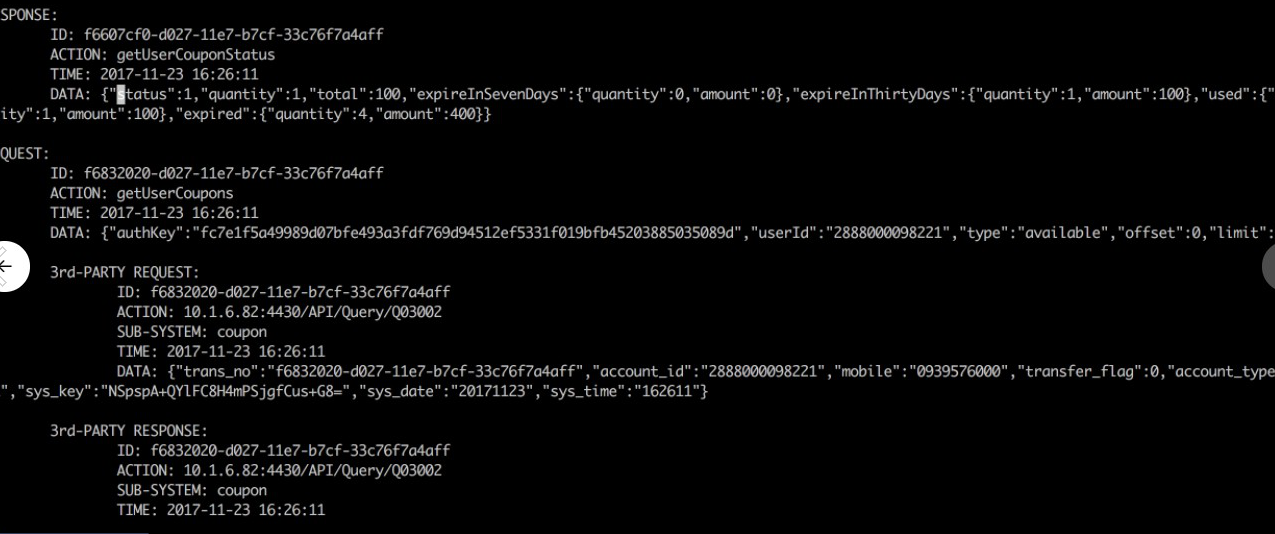 SPONSE:
ID: f6607cf0-d027-11e7-b7cf-33c76f7a4aff
ACTION: getUserCouponStatus
TIME: 2017-11-23 16:26:11
DATA: {"status":1,"quantity":1,"total":100,"expireInSevenDays":{"quantity":0,"amount":0},"expireInThirtyDays":{"quantity":1,"amount":100},"used":{"
ity":1,"amount":100},"expired":{"quantity":4,"amount":400}}
QUEST:
ID: f6832020-d027-11e7-b7cf-33c76f7a4aff
ACTION: getUserCoupons
TIME: 2017-11-23 16:26:11
DATA: {"authKey":"fc7e1f5a49989d07bfe493a3fdf769d94512ef5331f019bfb45203885035089d","userId":"2888000098221","type":"available","offset":0,"limit":
3rd-PARTY REQUEST:
ID: f6832020-d027-11e7-b7cf-33c76f7a4aff
ACTION: 10.1.6.82:4430/API/Query/Q03002
SUB-SYSTEM: coupon
TIME: 2017-11-23 16:26:11
DATA: {"trans_no":"f6832020-d027-11e7-b7cf-33c76f7a4aff","account_id":"2888000098221","mobile":"0939576000","transfer_flag":0,"account_type
","sys_key":"NSpspA+QYlFC8H4mPSjgfCus+G8=","sys_date":"20171123","sys_time":"162611"}
3rd-PARTY RESPONSE:
ID: f6832020-d027-11e7-b7cf-33c76f7a4aff
ACTION: 10.1.6.82:4430/API/Query/Q03002
SUB-SYSTEM: coupon
TIME: 2017-11-23 16:26:11